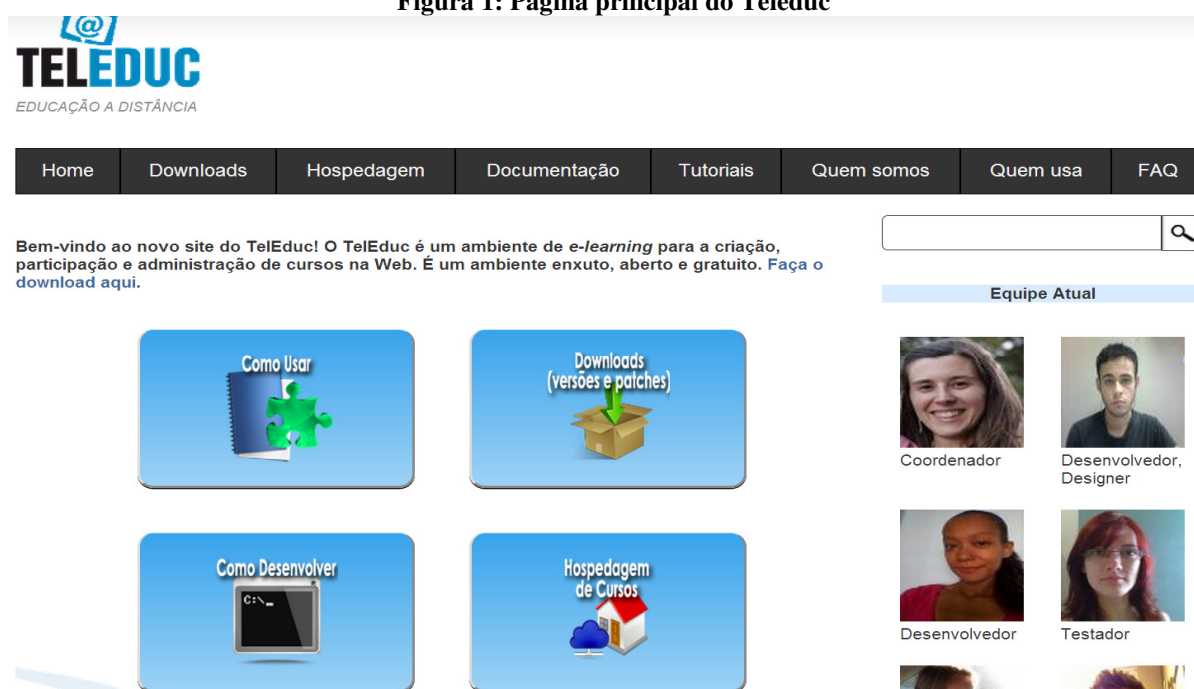 Figura 1: Página principal do Teleduc
@
TELEDUC
EDUCAÇÃO A DISTÂNCIA
Home Downloads Hospedagem Documentação Tutoriais Quem somos Quem usa FAQ
Bem-vindo ao novo site do TelEduc! O TelEduc é um ambiente de e-learning para a criação,
participação e administração de cursos na Web. É um ambiente enxuto, aberto e gratuito. Faça o
download aqui.
Equipe Atual
Como Usar
Downloads
(versões e patches)
Coordenador
Desenvolvedor,
Designer
Como Desenvolver
C:\_
Hospedagem
de Cursos
Desenvolvedor
Testador